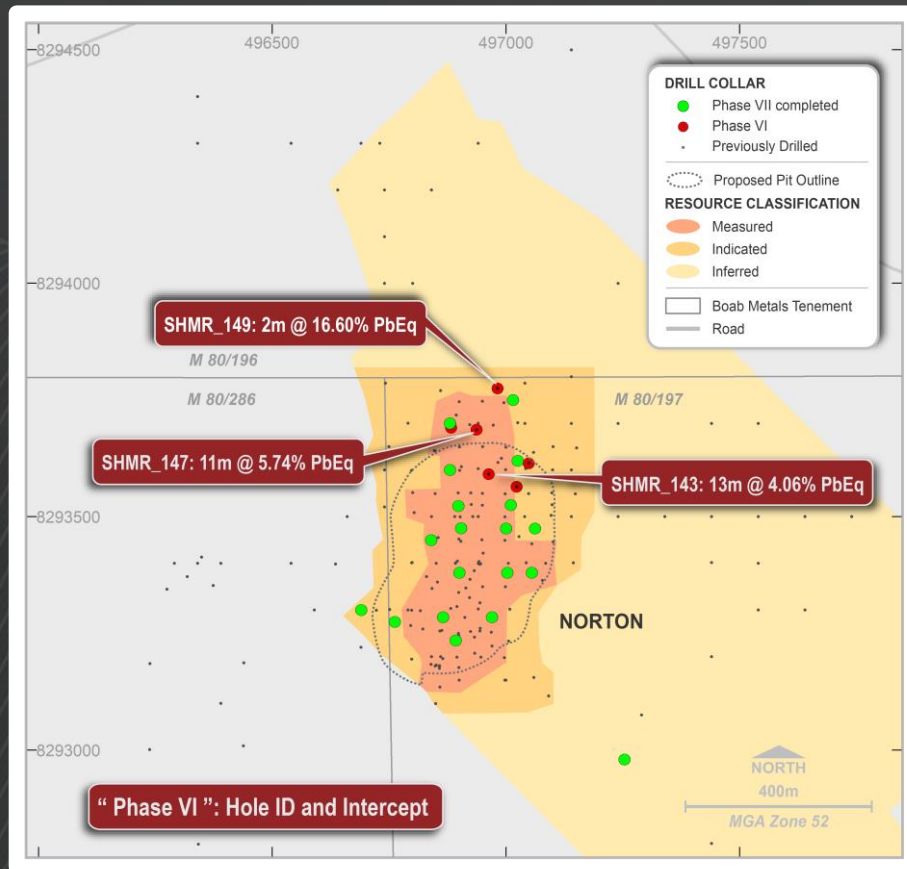 496500
497000
497500
8294500
8294000
8293500
8293000
DRILL COLLAR
Phase VII completed
Phase VI
Previously Drilled
Proposed Pit Outline
RESOURCE CLASSIFICATION
Measured
Indicated
Inferred
Boab Metals Tenement
Road
SHMR_149: 2m @ 16.60% PbEq
M 80/196
M 80/286
M 80/197
SHMR_147: 11m @ 5.74% PbEq
SHMR_143: 13m @ 4.06% PbEq
NORTON
“ Phase VI ”: Hole ID and Intercept
NORTH
400m
MGA Zone 52